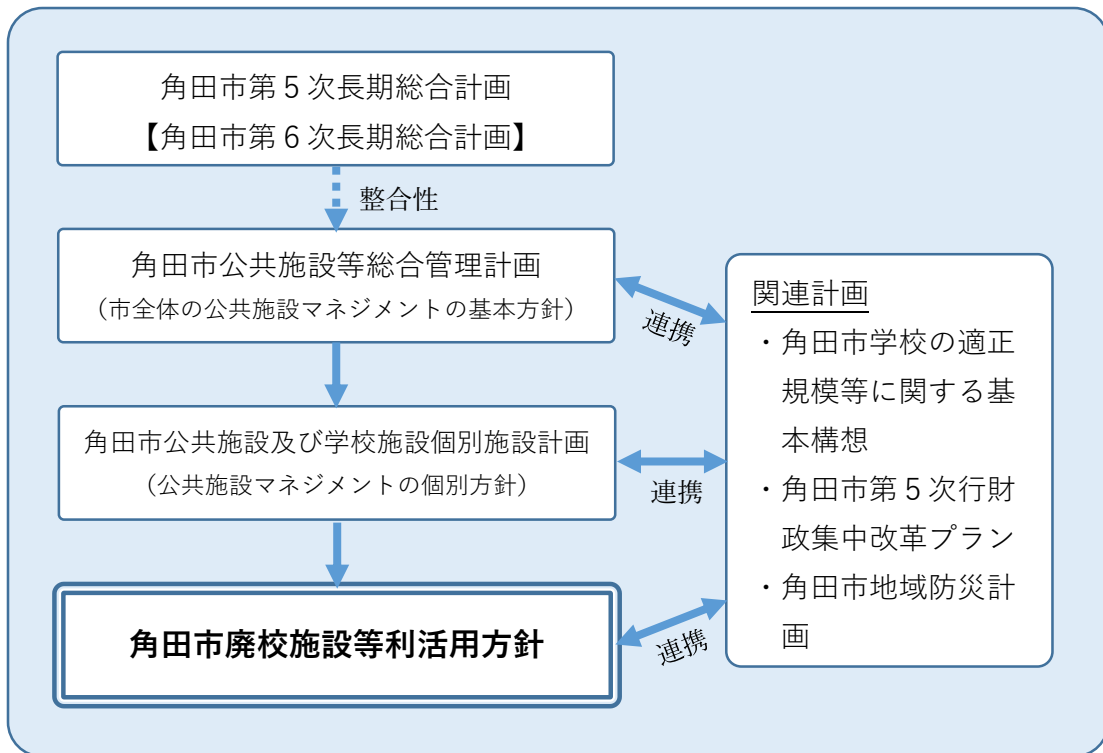 角田市第5次長期総合計画
【角田市第6次長期総合計画】
整合性
角田市公共施設等総合管理計画
（市全体の公共施設マネジメントの基本方針）
連携
角田市公共施設及び学校施設個別施設計画
（公共施設マネジメントの個別方針）
連携
角田市廃校施設等利活用方針
連携
関連計画
・角田市学校の適正
規模等に関する基
本構想
・角田市第5次行財
政集中改革プラン
・角田市地域防災計
画